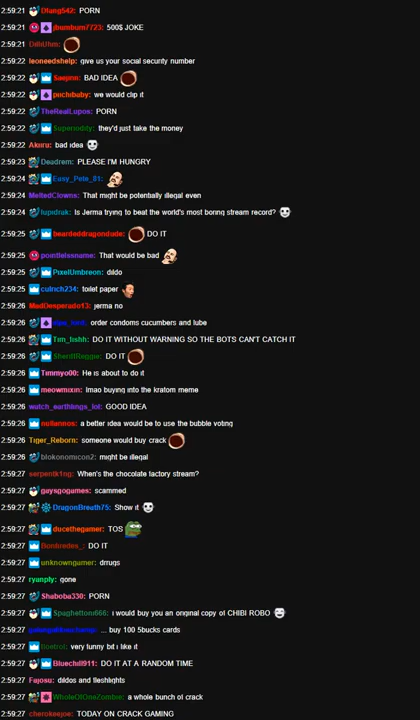 2:59:21 Dlang542: PORN
2:59:21 jbumbum7723: 500$ JOKE
2:59:21 DilliUhm:
2:59:22 leoneedshelp: give us your social security number
2:59:22 Saejinn: BAD IDEA
2:59:22 puchibaby: we would clip it
2:59:22 TheRealLupos: PORN
2:59:22 Superioddy: they'd just take the money
2:59:22 Akuru: bad idea
2:59:23 Deadrem: PLEASE I'M HUNGRY
2:59:24 Easy_Pete_81:
2:59:24 MeltedClowns: That might be potentially illegal even
2:59:24 lupdrak: Is Jerma trying to beat the world's most boring stream record?
2:59:25 beardeddragondude: DO IT
2:59:25 pointlessname: That would be bad
2:59:25 PixelUmbreon: dildo
2:59:25 culnch234: toilet paper
2:59:26 MadDesperado13: jerma no
2:59:26 order condoms cucumbers and lube
2:59:26 Tim_lishh: DO IT WITHOUT WARNING SO THE BOTS CAN'T CATCH IT
2:59:26 SheriffReggie: DO IT
2:59:26 Timmyo00: He is about to do it
2:59:26 meowmixin: lmao buying into the kratom meme
2:59:26 wutch_earthlings_lol: GOOD IDEA
2:59:26 nullannos: a better idea would be to use the bubble voting
2:59:26 Tiger_Reborn: someone would buy crack
2:59:26 blokonomicon2: might be illegal
2:59:27 serpentk1ng: When's the chocolate factory stream?
2:59:27 guysgogames: scammed
2:59:27 DragonBreath75: Show it
2:59:27 ducethegamer: TOS
2:59:27 Bonbredes_: DO IT
2:59:27 unknowngamer: drrugs
2:59:27 ryunply: gone
2:59:27 Shaboba330: PORN
2:59:27 Spaghetton666: i would buy you an original copy of CHIBI ROBO
2:59:27 ... buy 100 5bucks cards
2:59:27 very funny bit i like it
2:59:27 Bluechill911: DO IT AT A RANDOM TIME
2:59:27 Fajosu: dildos and fleshlights
2:59:27 WholeOfOneZombie: a whole bunch of crack
2:59:27 cherokeejoe: TODAY ON CRACK GAMING